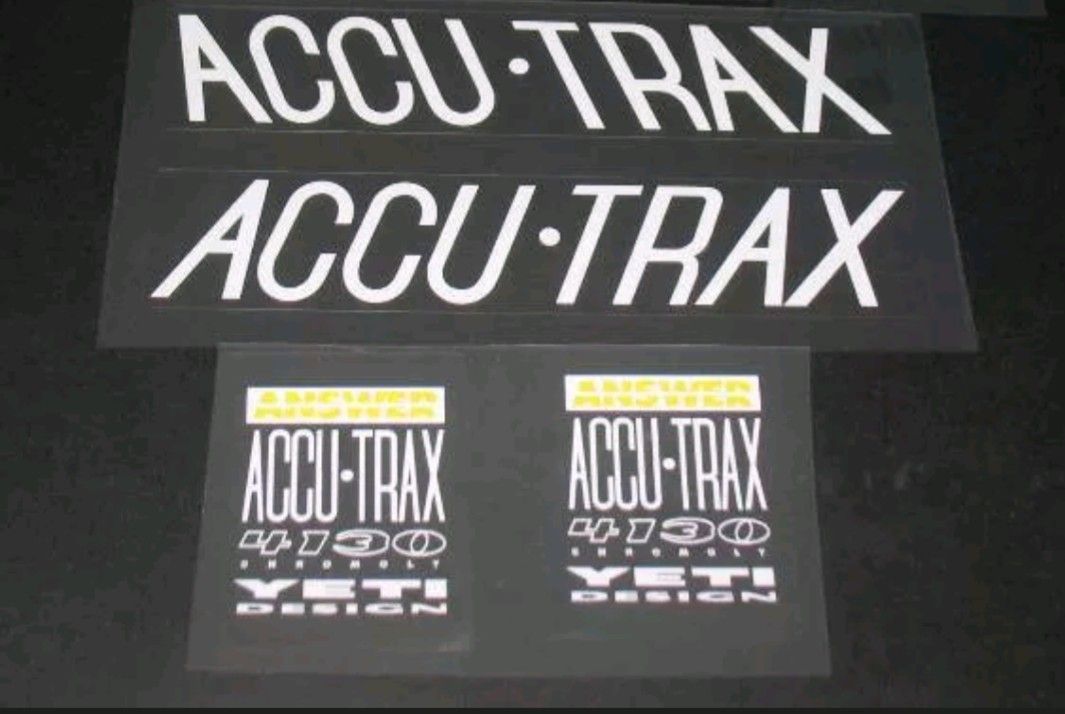 ACCU·TRAX
ACCU·TRAX
ANSWER
ACCU·TRAX
4130
CHROMOLY
YETI
DESIGN
ANSWER
ACCU·TRAX
4130
CHROMOLY
YETI
DESIGN